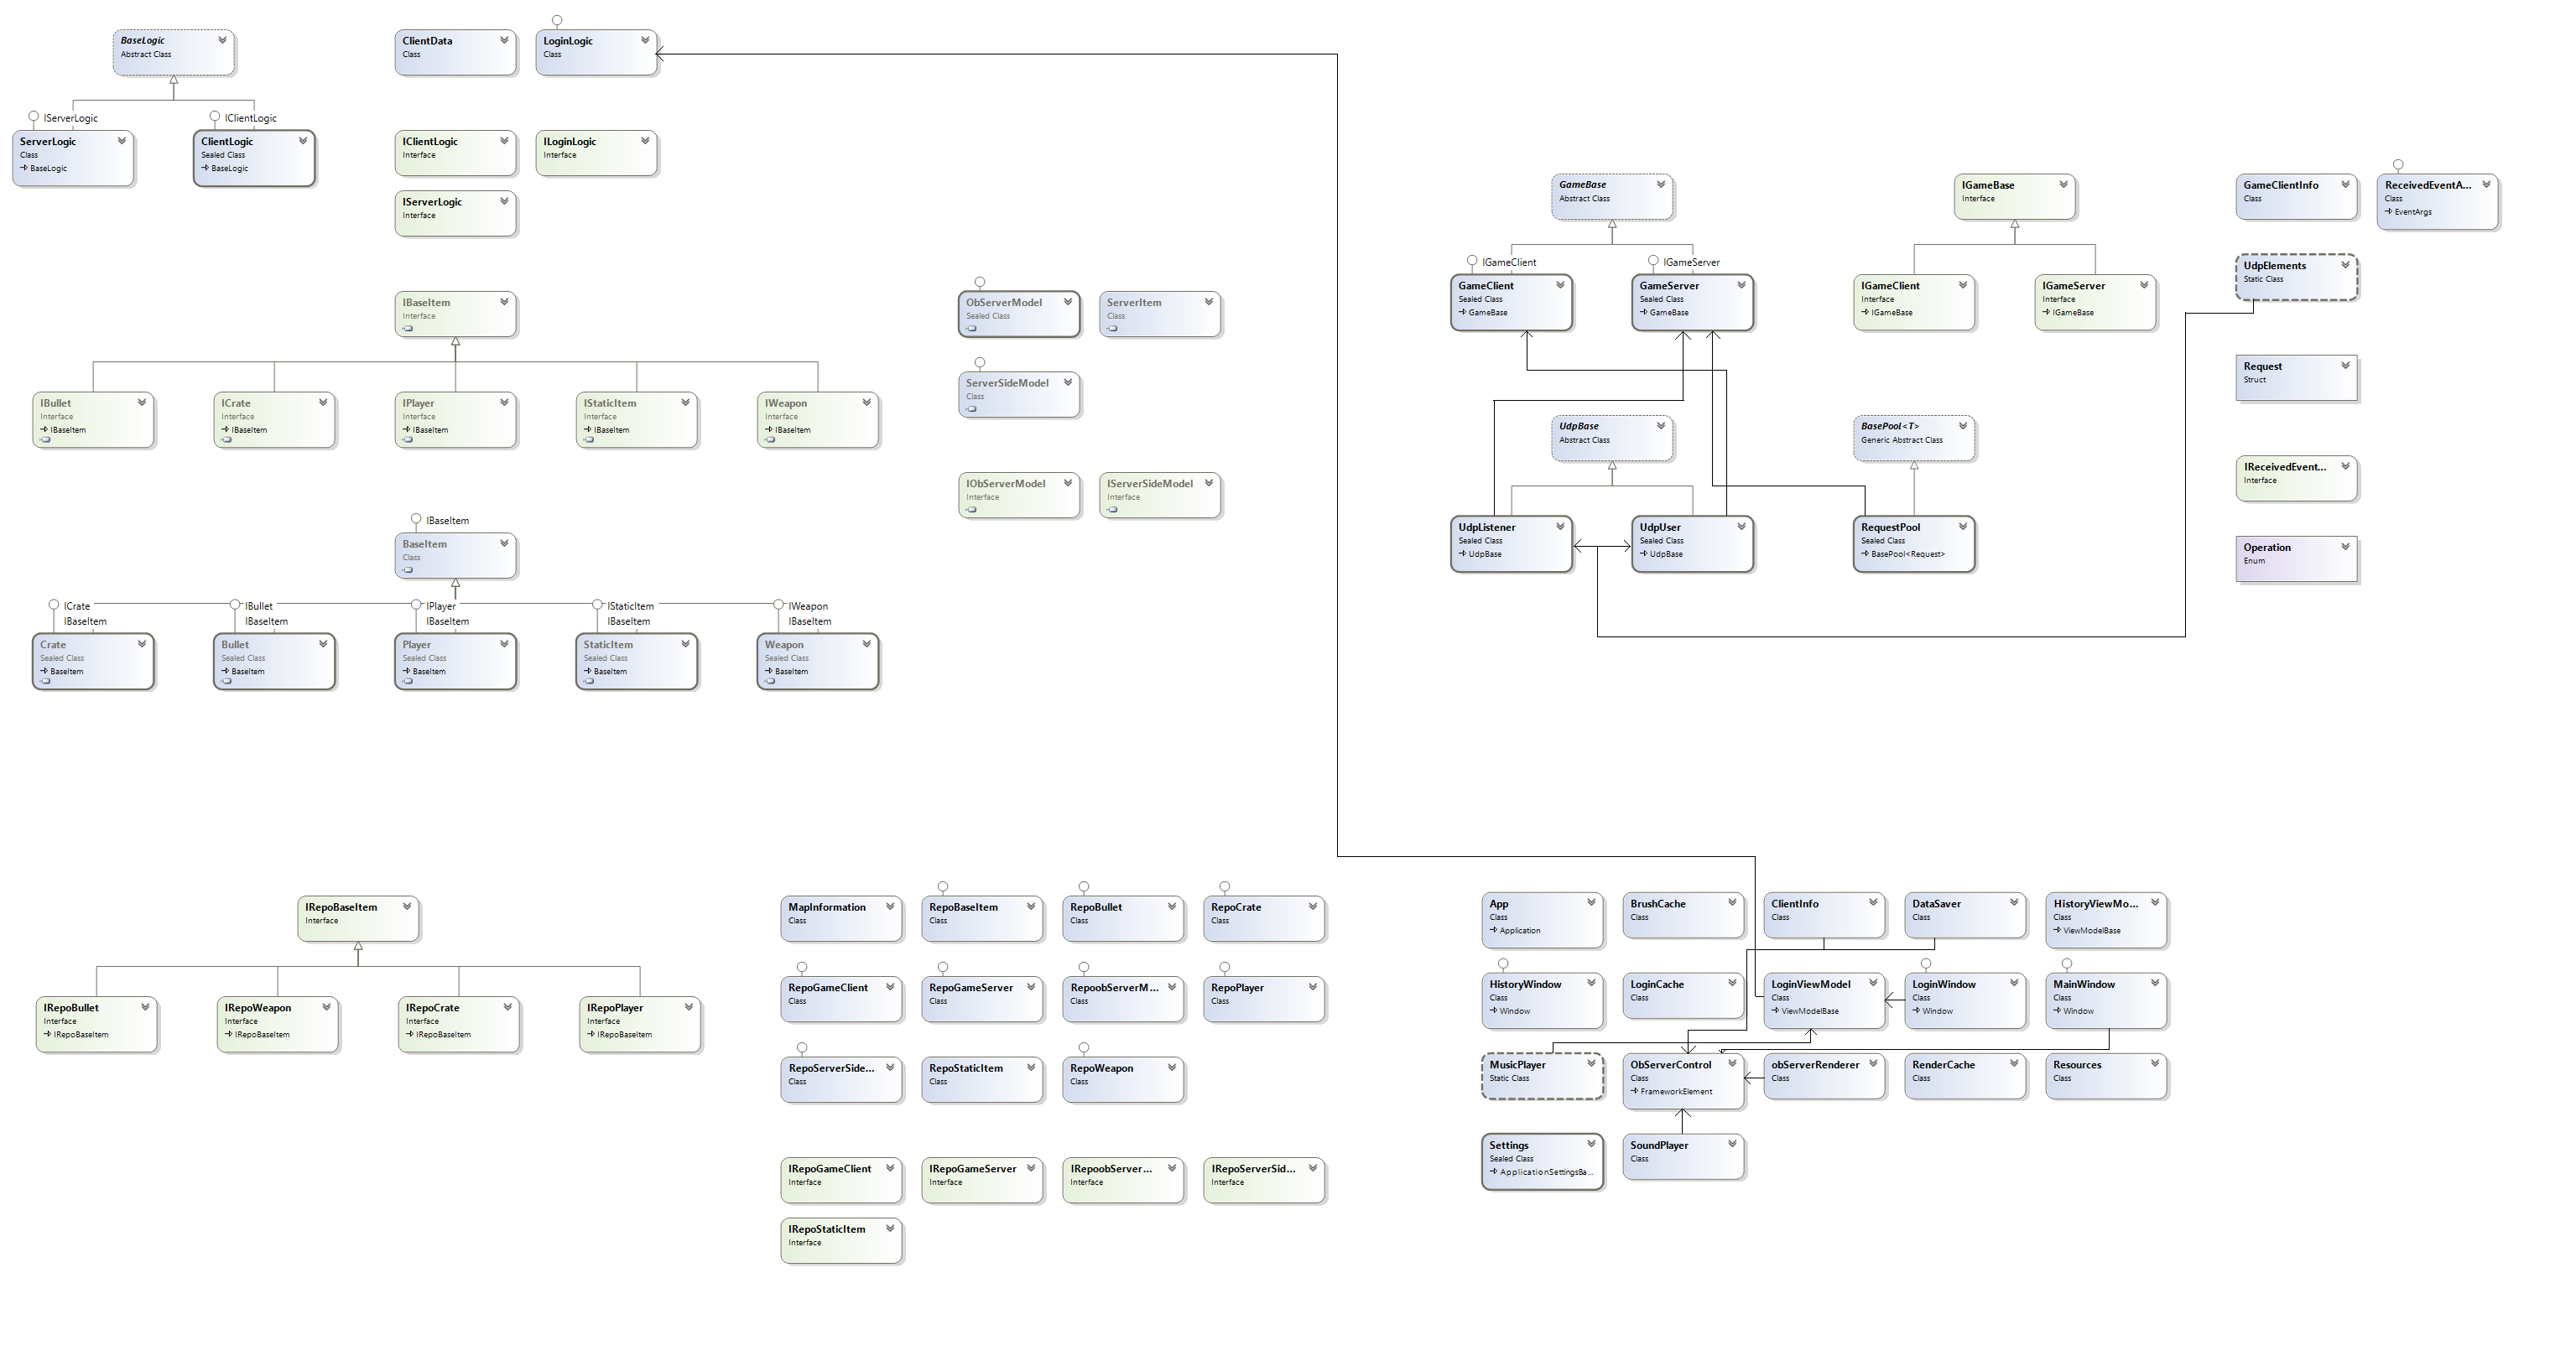 BaseLogic
Abstract Class
IServerLogic
ServerLogic
Class
BaseLogic
IClientLogic
ClientLogic
Sealed Class
BaseLogic
ClientData
Class
LoginLogic
Class
IClientLogic
Interface
ILoginLogic
Interface
IServerLogic
Interface
IBaseItem
Interface
IBullet
Interface
IBaseItem
ICrate
Interface
IBaseItem
IPlayer
Interface
IBaseItem
IStaticItem
Interface
IBaseItem
IWeapon
Interface
IBaseItem
IBaseItem
BaseItem
Class
ICrate
IBaseItem
Crate
Sealed Class
BaseItem
IBullet
IBaseItem
Bullet
Sealed Class
BaseItem
IPlayer
IBaseItem
Player
Sealed Class
BaseItem
IStaticItem
IBaseItem
StaticItem
Sealed Class
BaseItem
IWeapon
IBaseItem
Weapon
Sealed Class
BaseItem
ObServerModel
Sealed Class
ServerItem
Class
ServerSideModel
Class
IObServerModel
Interface
IServerSideModel
Interface
GameBase
Abstract Class
IGameClient
GameClient
Sealed Class
GameBase
IGameServer
GameServer
Sealed Class
GameBase
IGameBase
Interface
IGameClient
Interface
IGameBase
IGameServer
Interface
IGameBase
UdpBase
Abstract Class
UdpListener
Sealed Class
UdpBase
UdpUser
Sealed Class
UdpBase
BasePool<T>
Generic Abstract Class
RequestPool
Sealed Class
BasePool<Request>
GameClientInfo
Class
ReceivedEventA...
Class
EventArgs
UdpElements
Static Class
Request
Struct
IReceivedEvent...
Interface
Operation
Enum
IRepoBaseItem
Interface
IRepoBullet
Interface
IRepoBaseItem
IRepoWeapon
Interface
IRepoBaseItem
IRepoCrate
Interface
IRepoBaseItem
IRepoPlayer
Interface
IRepoBaseItem
MapInformation
Class
RepoBaseItem
Class
RepoBullet
Class
RepoCrate
Class
RepoGameClient
Class
RepoGameServer
Class
RepoobServerM...
Class
RepoPlayer
Class
RepoServerSide...
Class
RepoStaticItem
Class
RepoWeapon
Class
IRepoGameClient
Interface
IRepoGameServer
Interface
IRepoobServer...
Interface
IRepoServerSid...
Interface
IRepoStaticItem
Interface
App
Class
Application
BrushCache
Class
ClientInfo
Class
DataSaver
Class
HistoryViewMo...
Class
ViewModelBase
HistoryWindow
Class
Window
LoginCache
Class
LoginViewModel
Class
ViewModelBase
LoginWindow
Class
Window
MainWindow
Class
Window
MusicPlayer
Static Class
ObServerControl
Class
FrameworkElement
obServerRenderer
Class
RenderCache
Class
Resources
Class
Settings
Sealed Class
ApplicationSettingsBa...
SoundPlayer
Class